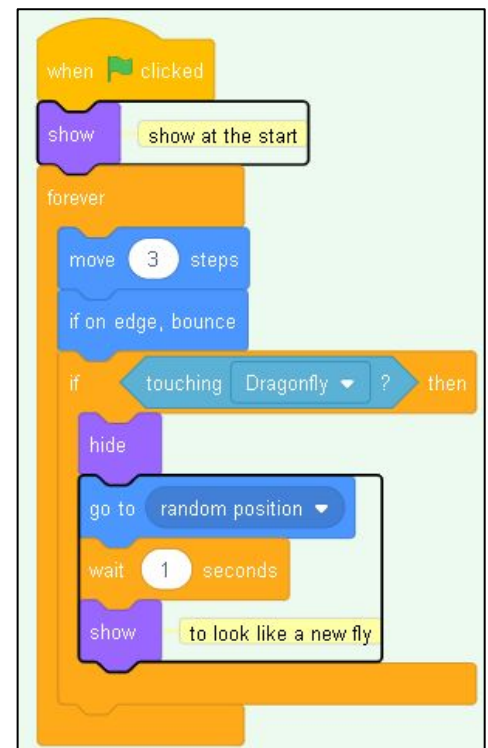 when clicked
show show at the start
forever
move 3 steps
if on edge, bounce
if touching Dragonfly ? then
hide
go to random position
wait 1 seconds
show to look like a new fly